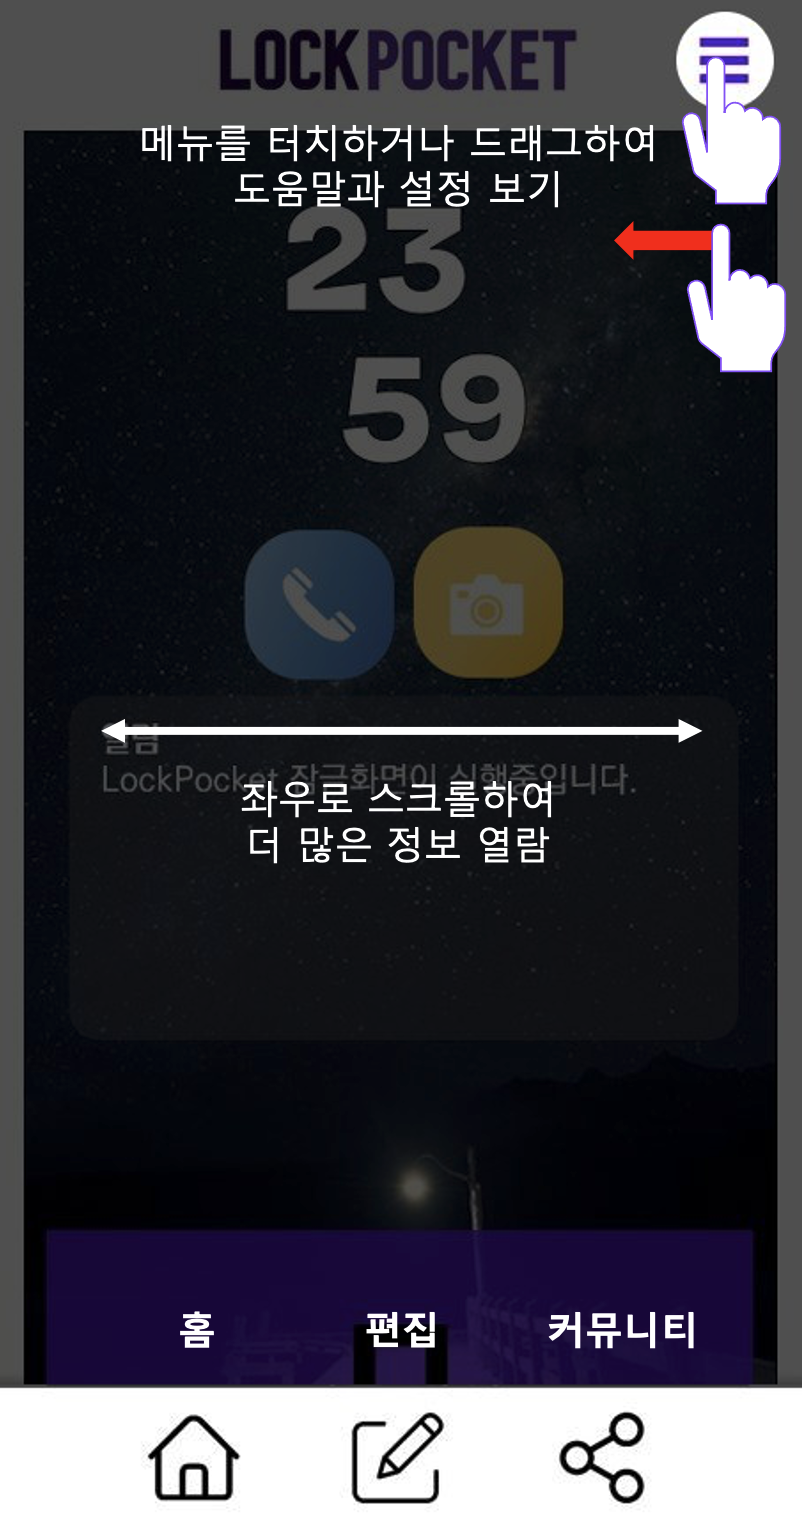 LOCKPOCKET
메뉴를 터치하거나 드래그하여
도움말과 설정 보기
23
59
알림
LockPocket 잠금화면이 실행중입니다.
좌우로 스크롤하여
더 많은 정보 열람
홈 편집 커뮤니티